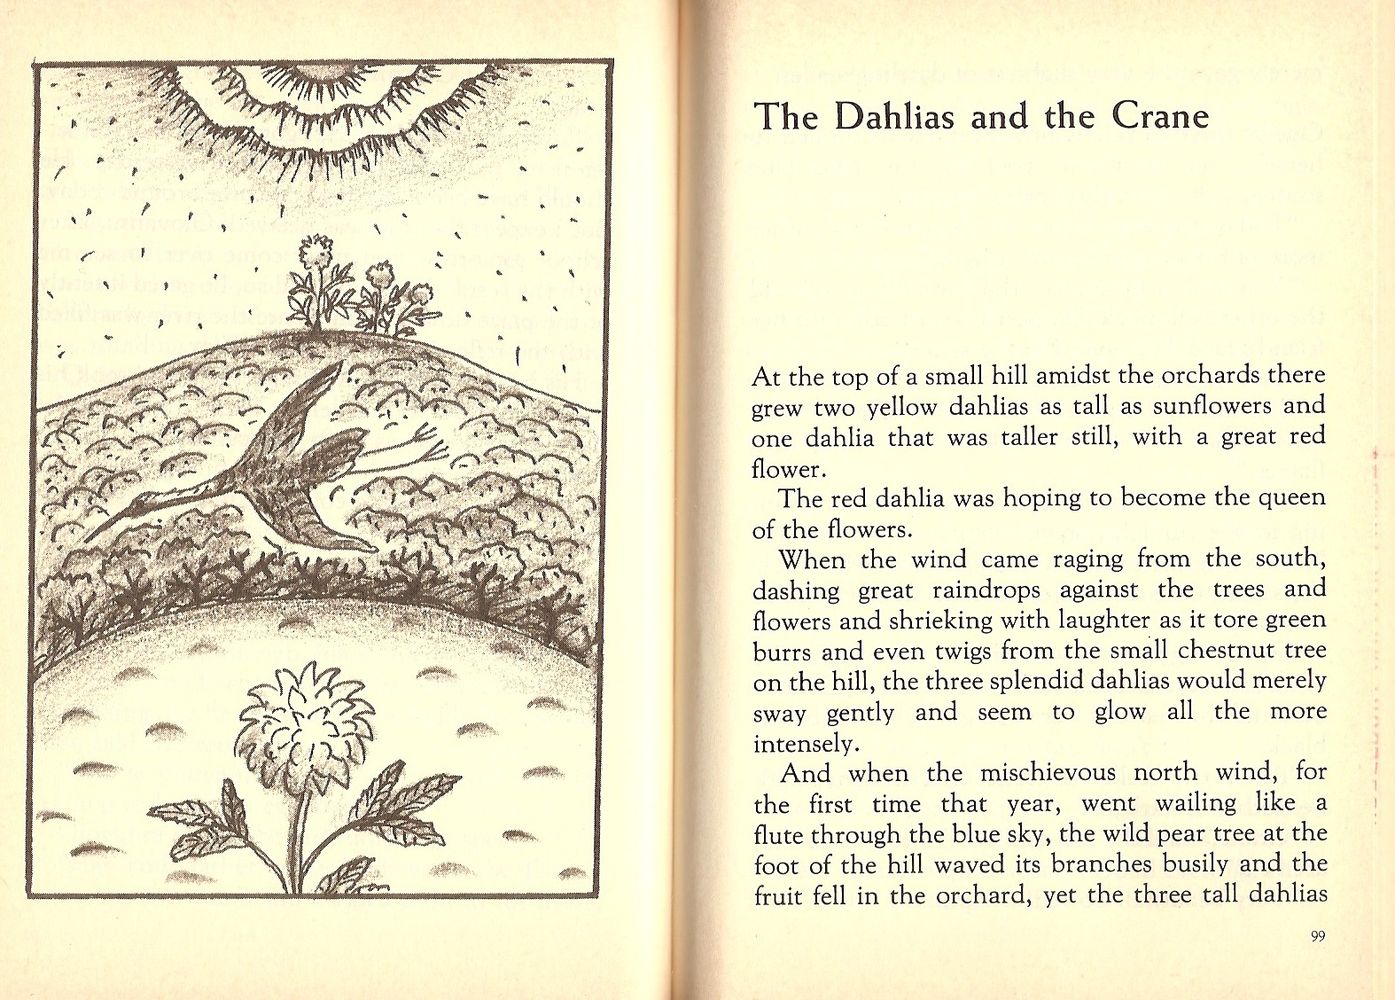 The Dahlias and the Crane
At the top of a small hill amidst the orchards there
grew two yellow dahlias as tall as sunflowers and
one dahlia that was taller still, with a great red
flower.
The red dahlia was hoping to become the queen
of the flowers.
When the wind came raging from the south,
dashing great raindrops against the trees and
flowers and shrieking with laughter as it tore green
burrs and even twigs from the small chestnut tree
on the hill, the three splendid dahlias would merely
sway gently and seem to glow all the more
intensely.
And when the mischievous north wind, for
the first time that year, went wailing like a
flute through the blue sky, the wild pear tree at the
foot of the hill waved its branches busily and the
fruit fell in the orchard, yet the three tall dahlias
99